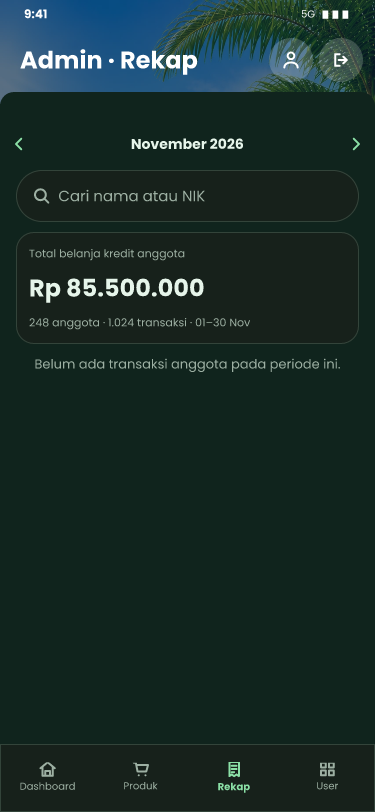 9:41
5G
Admin · Rekap
November 2026
Cari nama atau NIK
Total belanja kredit anggota
Rp 85.500.000
248 anggota · 1.024 transaksi · 01–30 Nov
Belum ada transaksi anggota pada periode ini.
Dashboard
Produk
Rekap
User